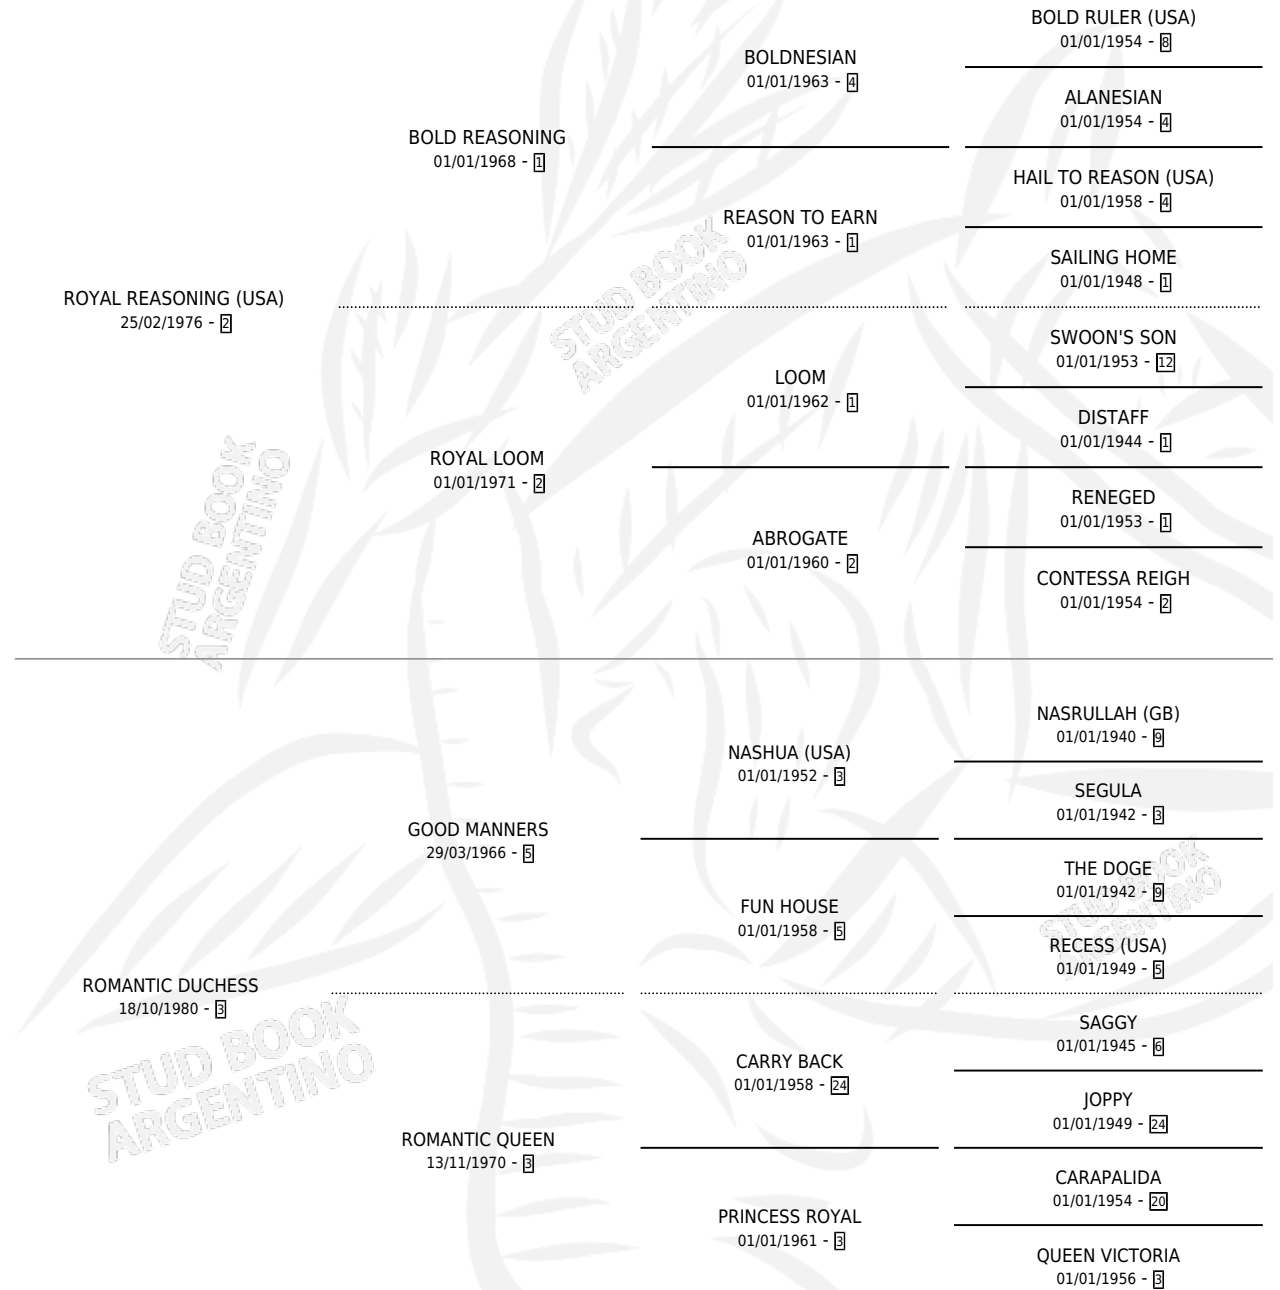 BOLD RULER (USA)
01/01/1954 - 8
BOLDNESIAN
01/01/1963 - 4
ALANESIAN
01/01/1954 - 4
BOLD REASONING
01/01/1968 - 1
HAIL TO REASON (USA)
01/01/1958 - 4
REASON TO EARN
01/01/1963 - 1
SAILING HOME
01/01/1948 - 1
ROYAL REASONING (USA)
25/02/1976 - 2
STUD BOOK
ARGENTINO
SWOON'S SON
01/01/1953 - 12
LOOM
01/01/1962 - 1
DISTAFF
01/01/1944 - 1
ROYAL LOOM
01/01/1971 - 2
RENEGED
01/01/1953 - 1
ABROGATE
01/01/1960 - 2
CONTESSA REIGH
01/01/1954 - 2
STUD BOOK
ARGENTINO
NASRULLAH (GB)
01/01/1940 - 9
NASHUA (USA)
01/01/1952 - 3
SEGULA
01/01/1942 - 3
GOOD MANNERS
29/03/1966 - 5
THE DOGE
01/01/1942 - 9
FUN HOUSE
01/01/1958 - 5
RECESS (USA)
01/01/1949 - 5
STUD BOOK
ARGENTINO
ROMANTIC DUCHESS
18/10/1980 - 3
SAGGY
01/01/1945 - 6
CARRY BACK
01/01/1958 - 24
JOPPY
01/01/1949 - 24
STUD BOOK
ARGENTINO
ROMANTIC QUEEN
13/11/1970 - 3
CARAPALIDA
01/01/1954 - 20
PRINCESS ROYAL
01/01/1961 - 3
QUEEN VICTORIA
01/01/1956 - 3